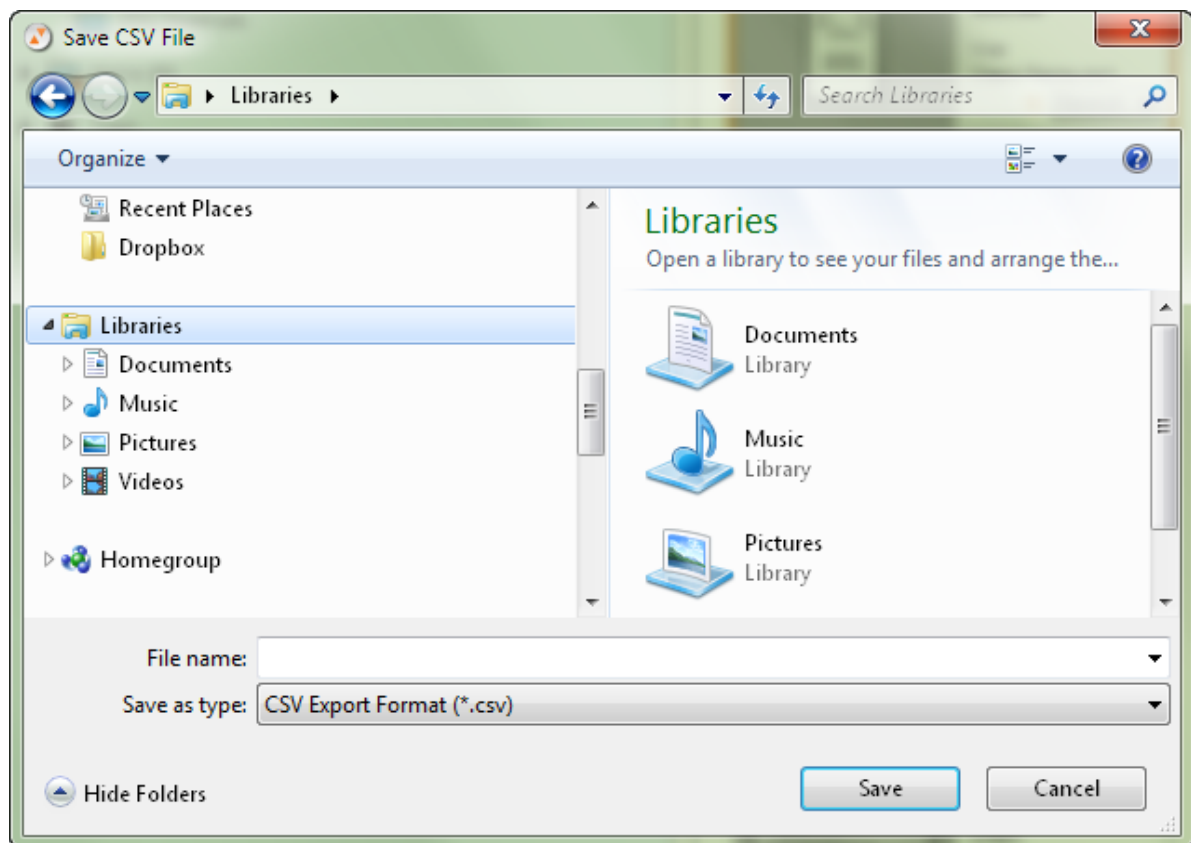 Save CSV File
Libraries
Search Libraries
Organize
Recent Places
Dropbox
Libraries
Documents
Music
Pictures
Videos
Homegroup
Libraries
Open a library to see your files and arrange the...
Documents
Library
Music
Library
Pictures
Library
File name:
Save as type: CSV Export Format (*.csv)
Hide Folders
Save Cancel